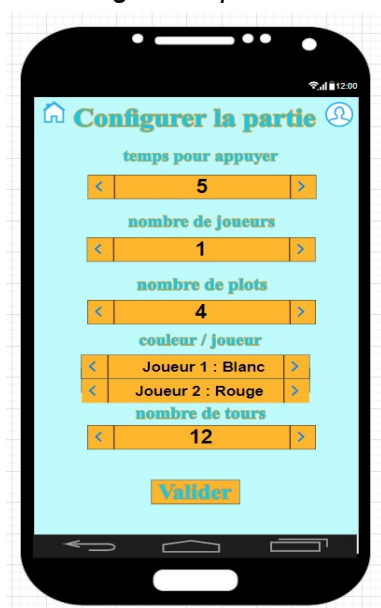 12:00
Configurer la partie
temps pour appuyer
< 5 >
nombre de joueurs
< 1 >
nombre de plots
< 4 >
couleur / joueur
< Joueur 1 : Blanc >
< Joueur 2 : Rouge >
nombre de tours
< 12 >
Valider